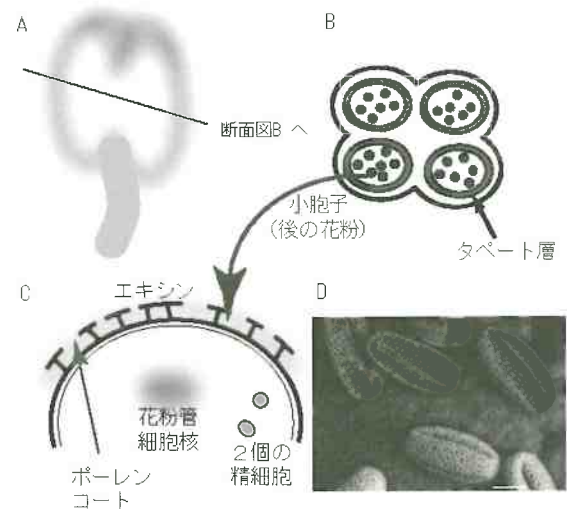 A
断面図B へ
B
小胞子
(後の花粉)
タペート層
C
エキシン
花粉管
細胞核
2個の
精細胞
ポーレン
コート
D